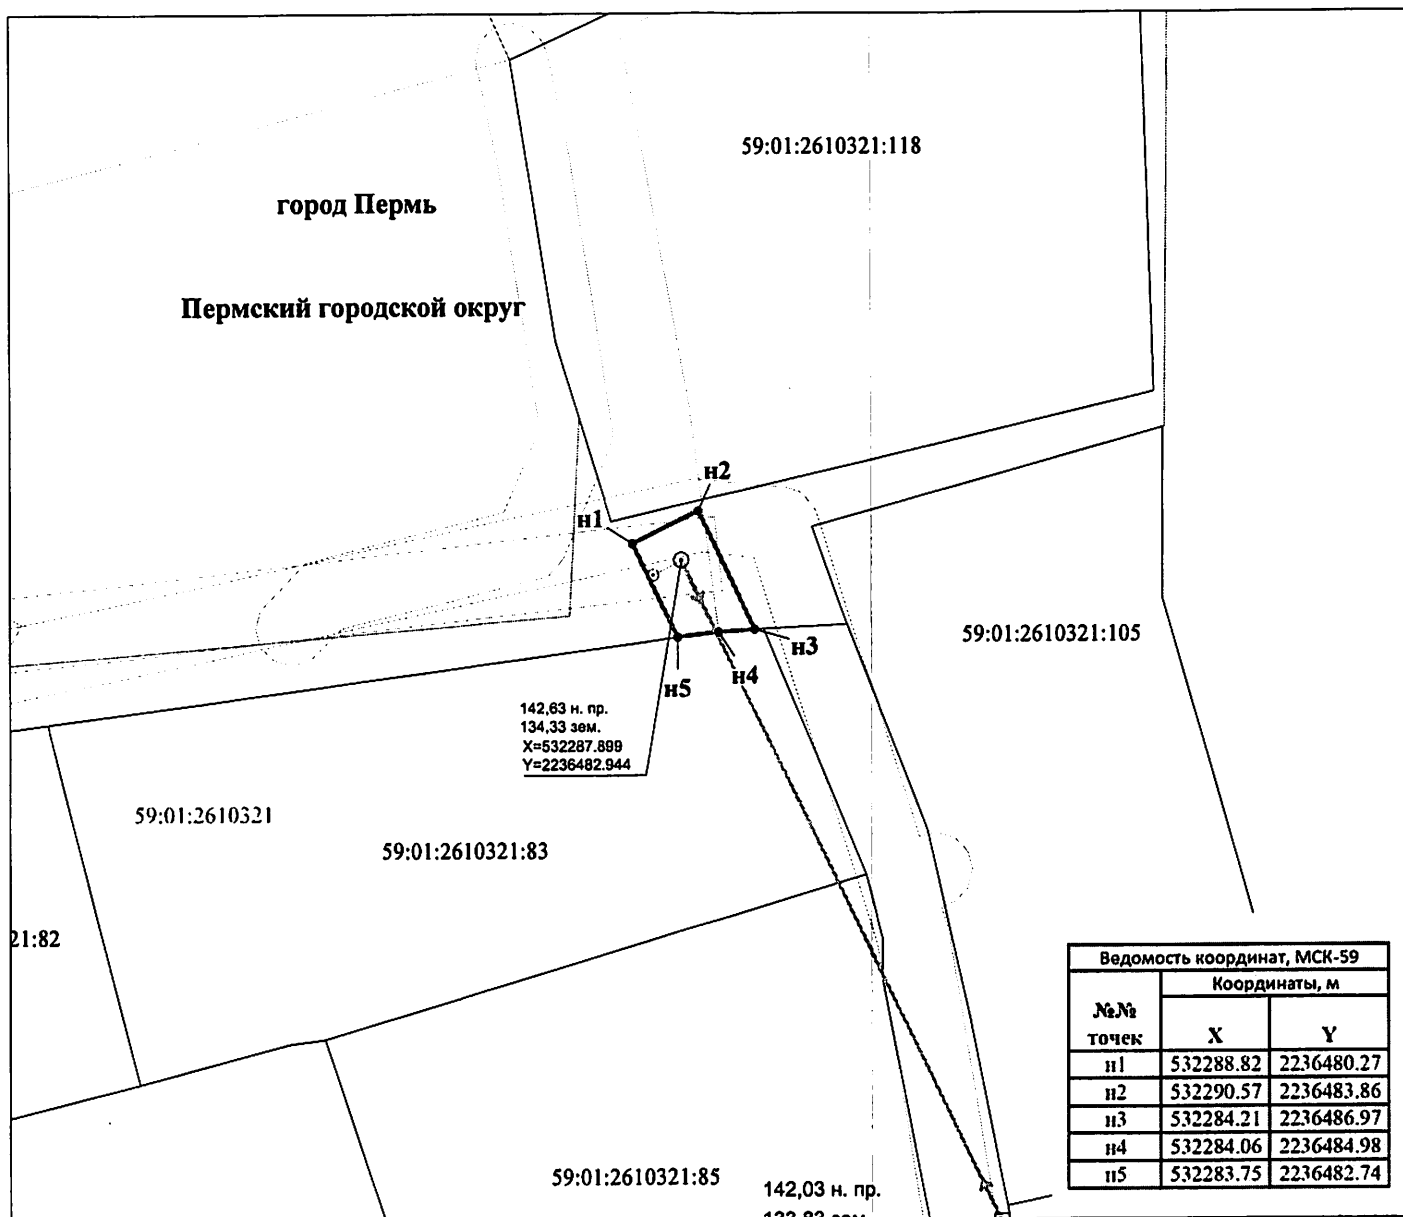 59:01:2610321:118
город Пермь
Пермский городской округ
н2
н1
59:01:2610321:105
н3
н4
н5
142,63 н. пр.
134,33 зем.
X=532287.899
Y=2236482.944
59:01:2610321
59:01:2610321:83
21:82
Ведомость координат, МСК-59
№№ точек
Координаты, м
X Y
н1 532288.82 2236480.27
н2 532290.57 2236483.86
н3 532284.21 2236486.97
н4 532284.06 2236484.98
н5 532283.75 2236482.74
59:01:2610321:85
142,03 н. пр.